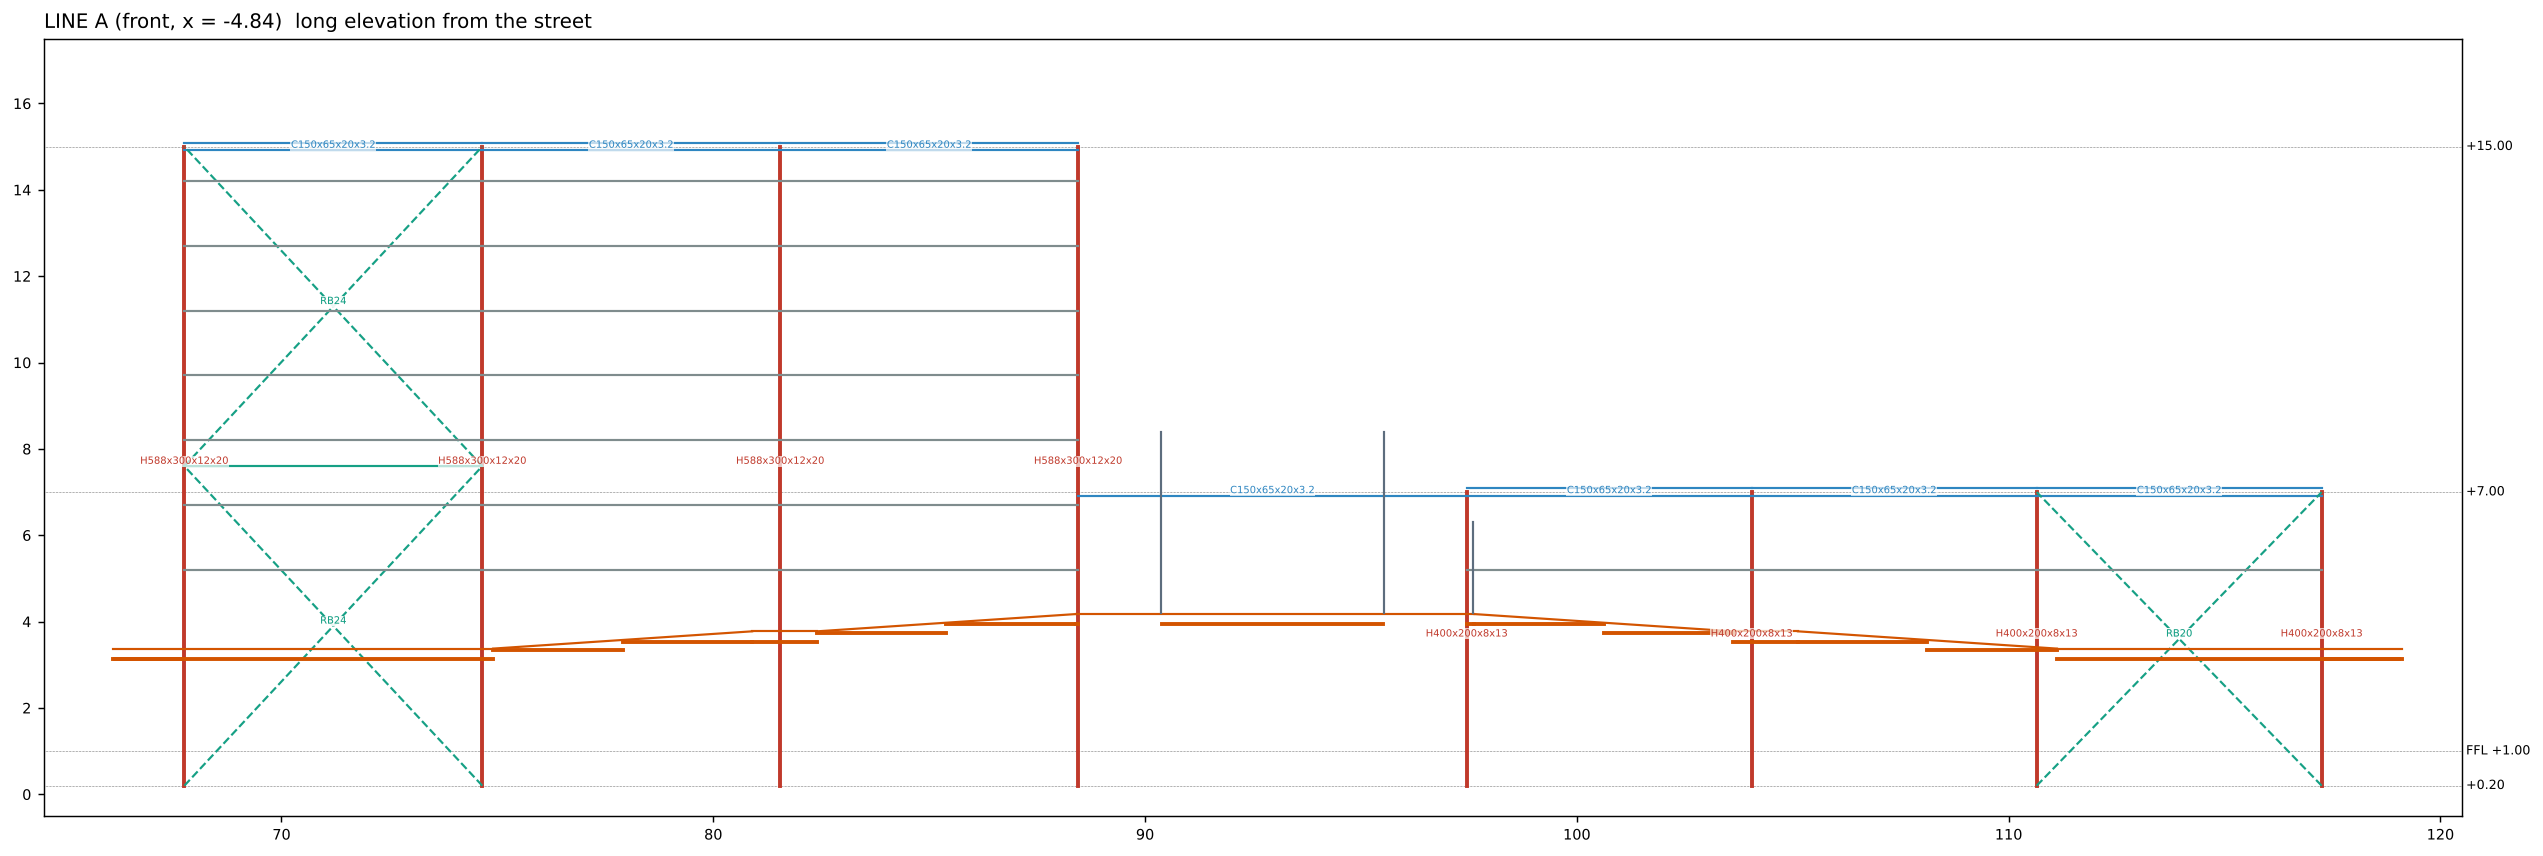 LINE A (front, x = -4.84)  long elevation from the street
16
C150x65x20x3.2 C150x65x20x3.2 C150x65x20x3.2
+15.00
14
12
RB24
10
8
H588x300x12x20 H588x300x12x20 H588x300x12x20 H588x300x12x20
C150x65x20x3.2 C150x65x20x3.2 C150x65x20x3.2 C150x65x20x3.2
+7.00
6
4
RB24
H400x200x8x13 H400x200x8x13 H400x200x8x13 RB20 H400x200x8x13
2
FFL +1.00
0
+0.20
70 80 90 100 110 120